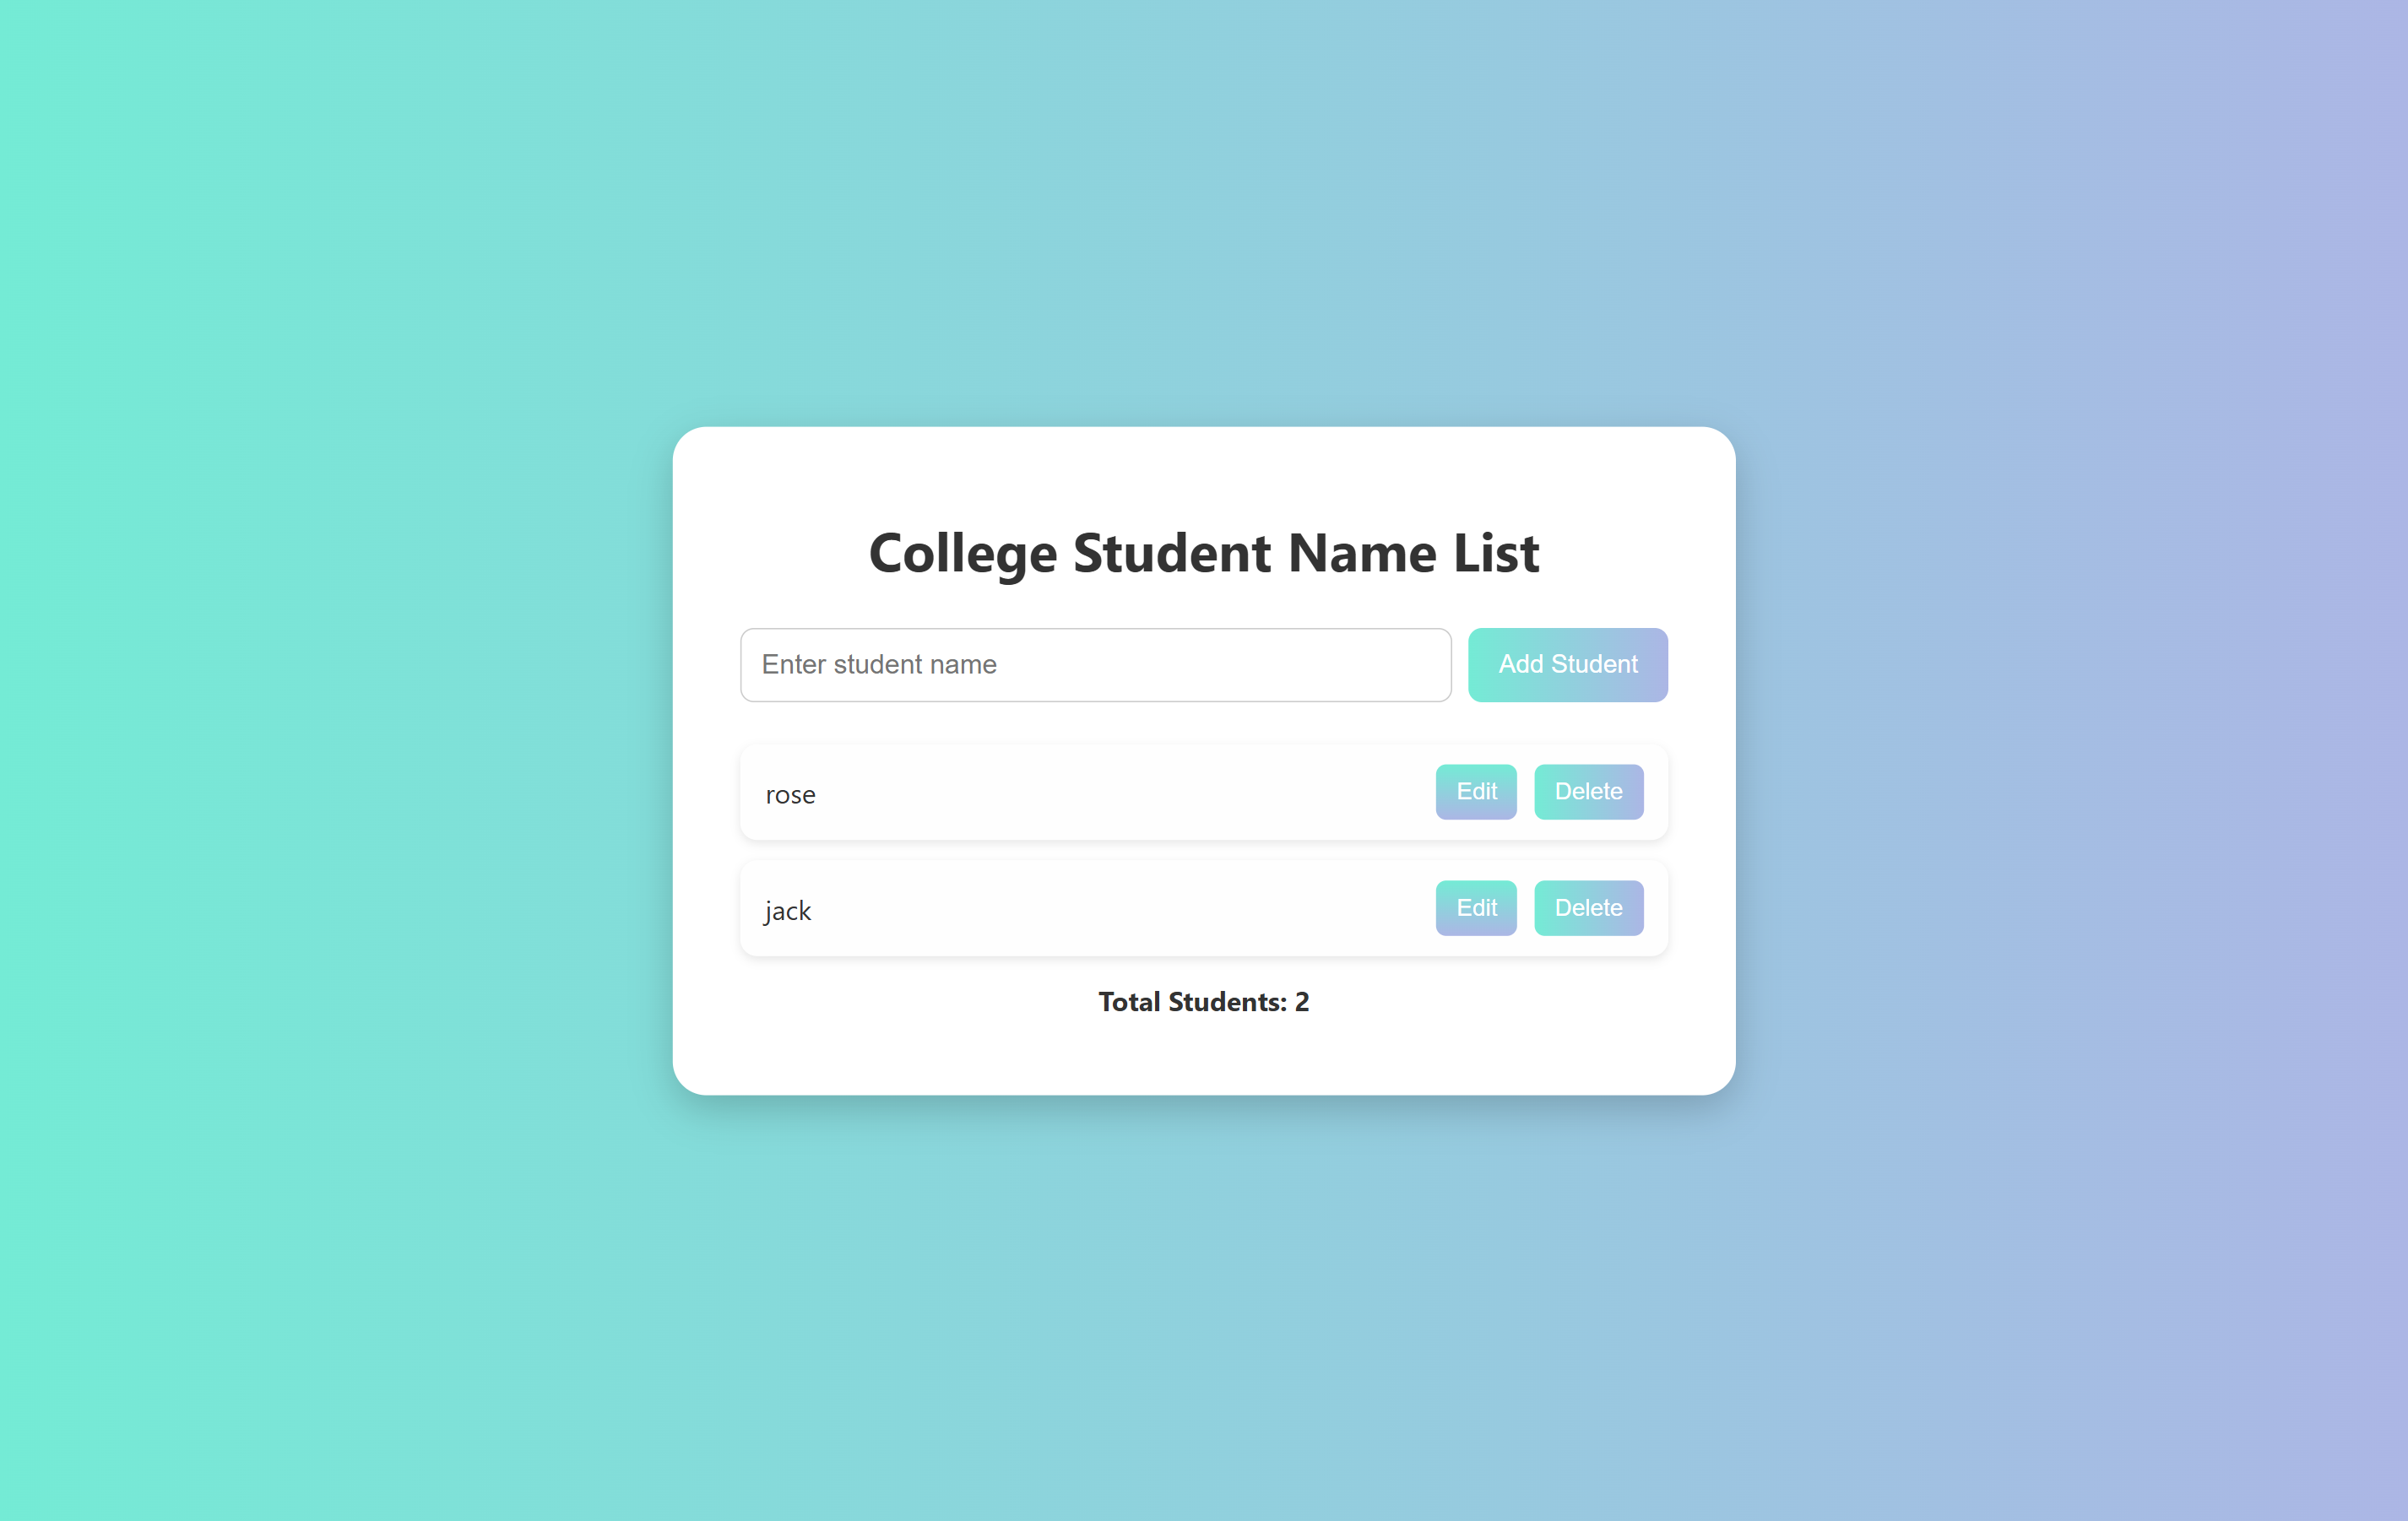 College Student Name List
Enter student name Add Student
rose Edit Delete
jack Edit Delete
Total Students: 2